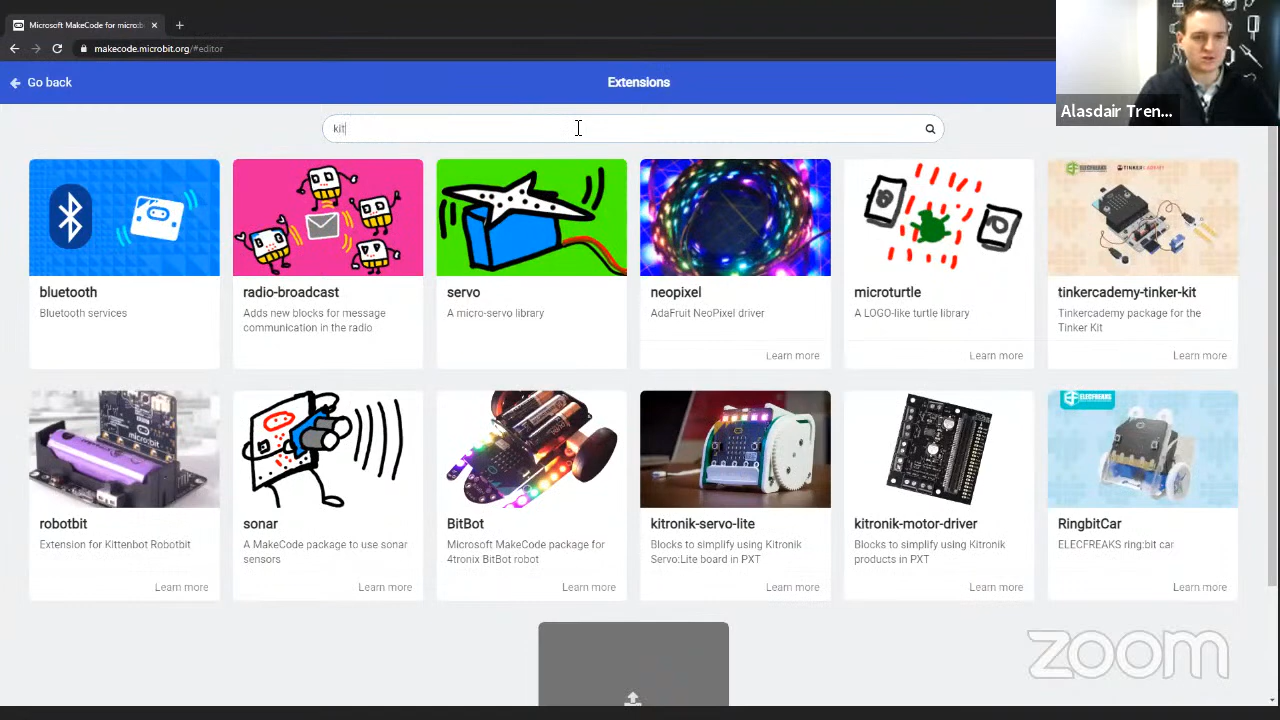 Microsoft MakeCode for micro:b
makecode.microbit.org/#editor
Go back
Extensions
Alasdair Tren...
kit
bluetooth
Bluetooth services
radio-broadcast
Adds new blocks for message
communication in the radio
servo
A micro-servo library
neopixel
AdaFruit NeoPixel driver
Learn more
microturtle
A LOGO-like turtle library
Learn more
ELECFREAKS
TINKERCADEMY
tinkercademy-tinker-kit
Tinkercademy package for the
Tinker Kit
Learn more
micro:bit
robotbit
Extension for Kittenbot Robotbit
Learn more
sonar
A MakeCode package to use sonar
sensors
Learn more
BitBot
Microsoft MakeCode package for
4tronix BitBot robot
Learn more
kitronik-servo-lite
Blocks to simplify using Kitronik
Servo:Lite board in PXT
Learn more
kitronik-motor-driver
Blocks to simplify using Kitronik
products in PXT
Learn more
ELECFREAKS
RingbitCar
ELECFREAKS ring:bit car
Learn more
zoom